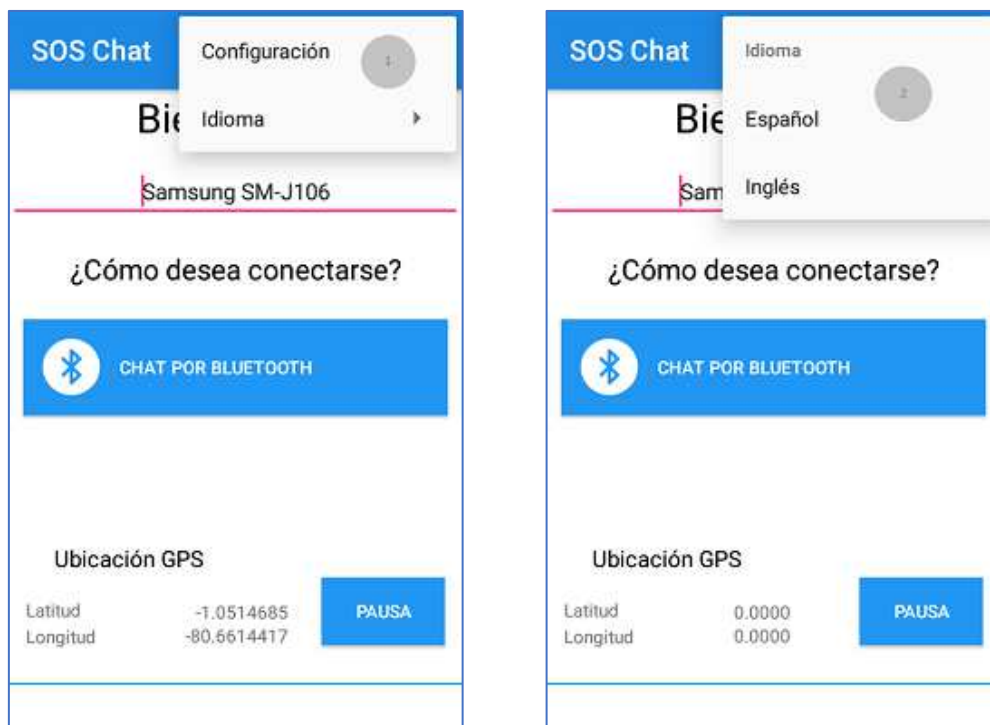 SOS Chat
Configuración
1
Idioma
Bie
Samsung SM-J106
¿Cómo desea conectarse?
CHAT POR BLUETOOTH
Ubicación GPS
Latitud -1.0514685
Longitud -80.6614417
PAUSA
SOS Chat
Idioma
2
Español
Bie
Inglés
Sam
¿Cómo desea conectarse?
CHAT POR BLUETOOTH
Ubicación GPS
Latitud 0.0000
Longitud 0.0000
PAUSA